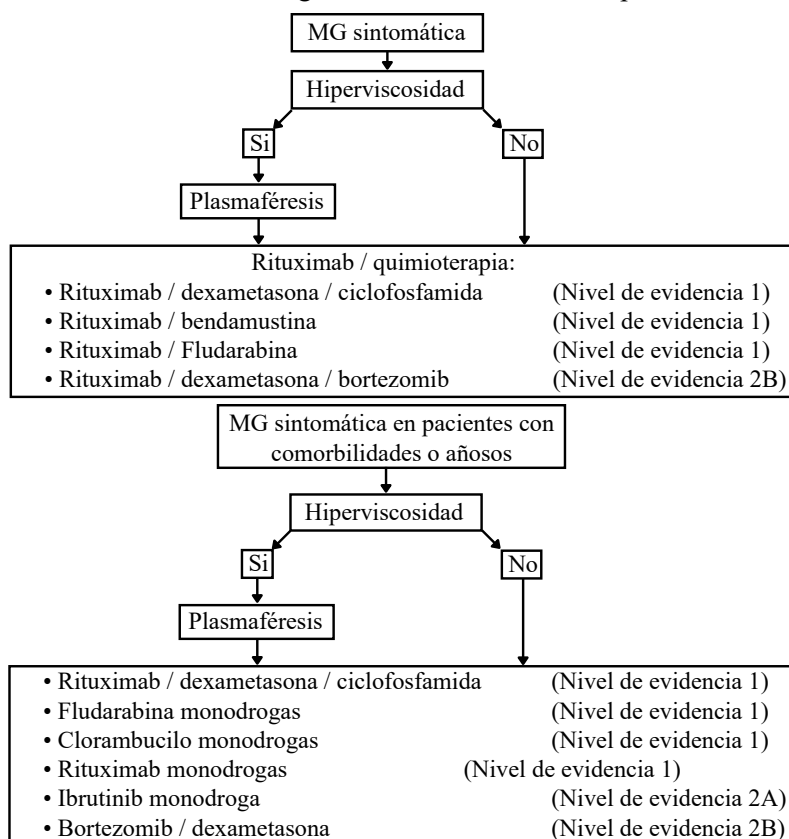 MG sintomática
Hiperviscosidad
Si
No
Plasmaféresis
Rituximab / quimioterapia:
• Rituximab / dexametasona / ciclofosfamida (Nivel de evidencia 1)
• Rituximab / bendamustina (Nivel de evidencia 1)
• Rituximab / Fludarabina (Nivel de evidencia 1)
• Rituximab / dexametasona / bortezomib (Nivel de evidencia 2B)
MG sintomática en pacientes con
comorbilidades o añosos
Hiperviscosidad
Si
No
Plasmaféresis
• Rituximab / dexametasona / ciclofosfamida (Nivel de evidencia 1)
• Fludarabina monodrogas (Nivel de evidencia 1)
• Clorambucilo monodrogas (Nivel de evidencia 1)
• Rituximab monodrogas (Nivel de evidencia 1)
• Ibrutinib monodroga (Nivel de evidencia 2A)
• Bortezomib / dexametasona (Nivel de evidencia 2B)